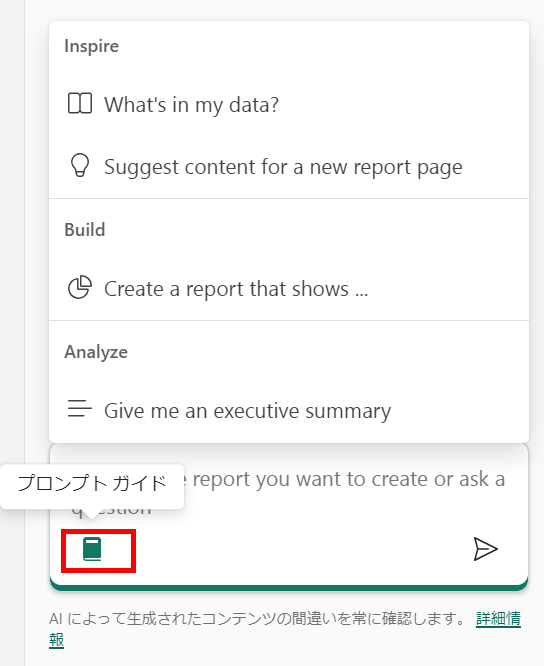 Inspire
What's in my data?
Suggest content for a new report page
Build
Create a report that shows ...
Analyze
Give me an executive summary
プロンプト ガイド
report you want to create or ask a
question
AI によって生成されたコンテンツの間違いを常に確認します。 詳細情
報